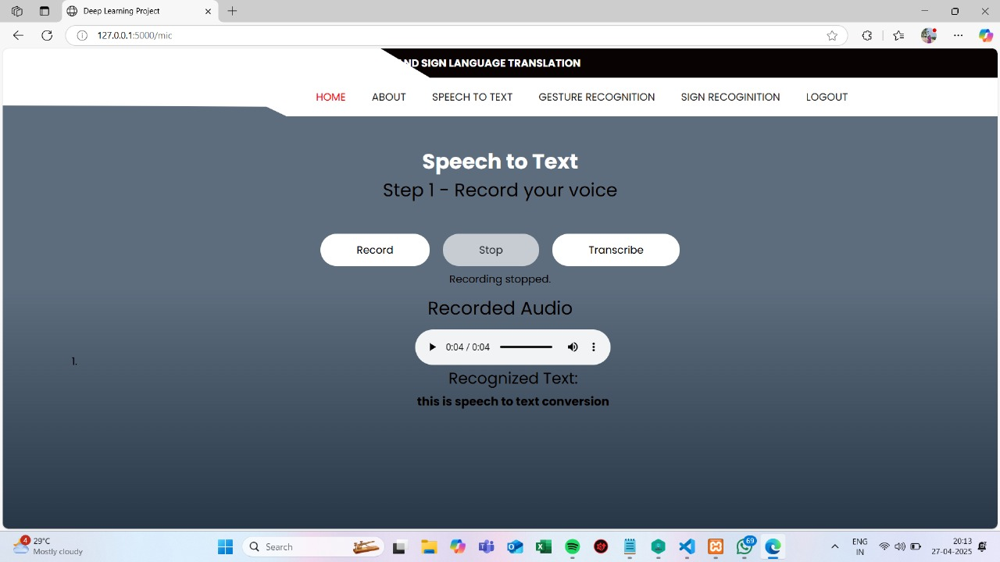 Deep Learning Project
127.0.0.1:5000/mic
ND SIGN LANGUAGE TRANSLATION
HOME ABOUT SPEECH TO TEXT GESTURE RECOGNITION SIGN RECOGINITION LOGOUT
Speech to Text
Step 1 - Record your voice
Record Stop Transcribe
Recording stopped.
Recorded Audio
0:04 / 0:04
1.
Recognized Text:
this is speech to text conversion
4 29°C
Mostly cloudy
Search
69
ENG
IN
20:13
27-04-2025